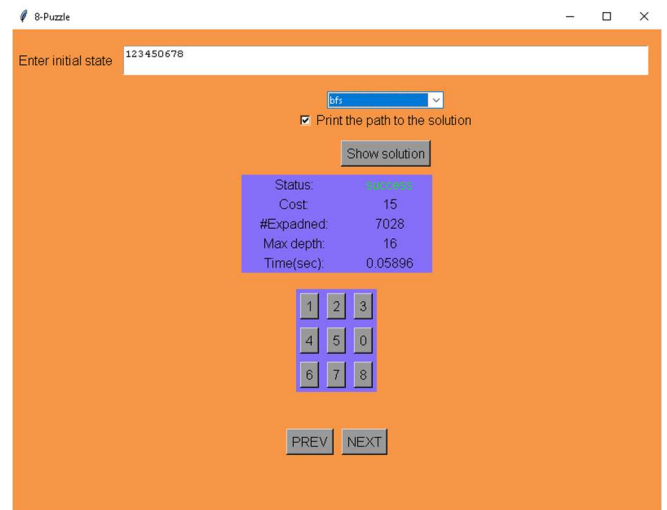 8-Puzzle
Enter initial state 123450678
bfs
Print the path to the solution
Show solution
Status: success
Cost: 15
#Expadned: 7028
Max depth: 16
Time(sec): 0.05896
1 2 3
4 5 0
6 7 8
PREV NEXT